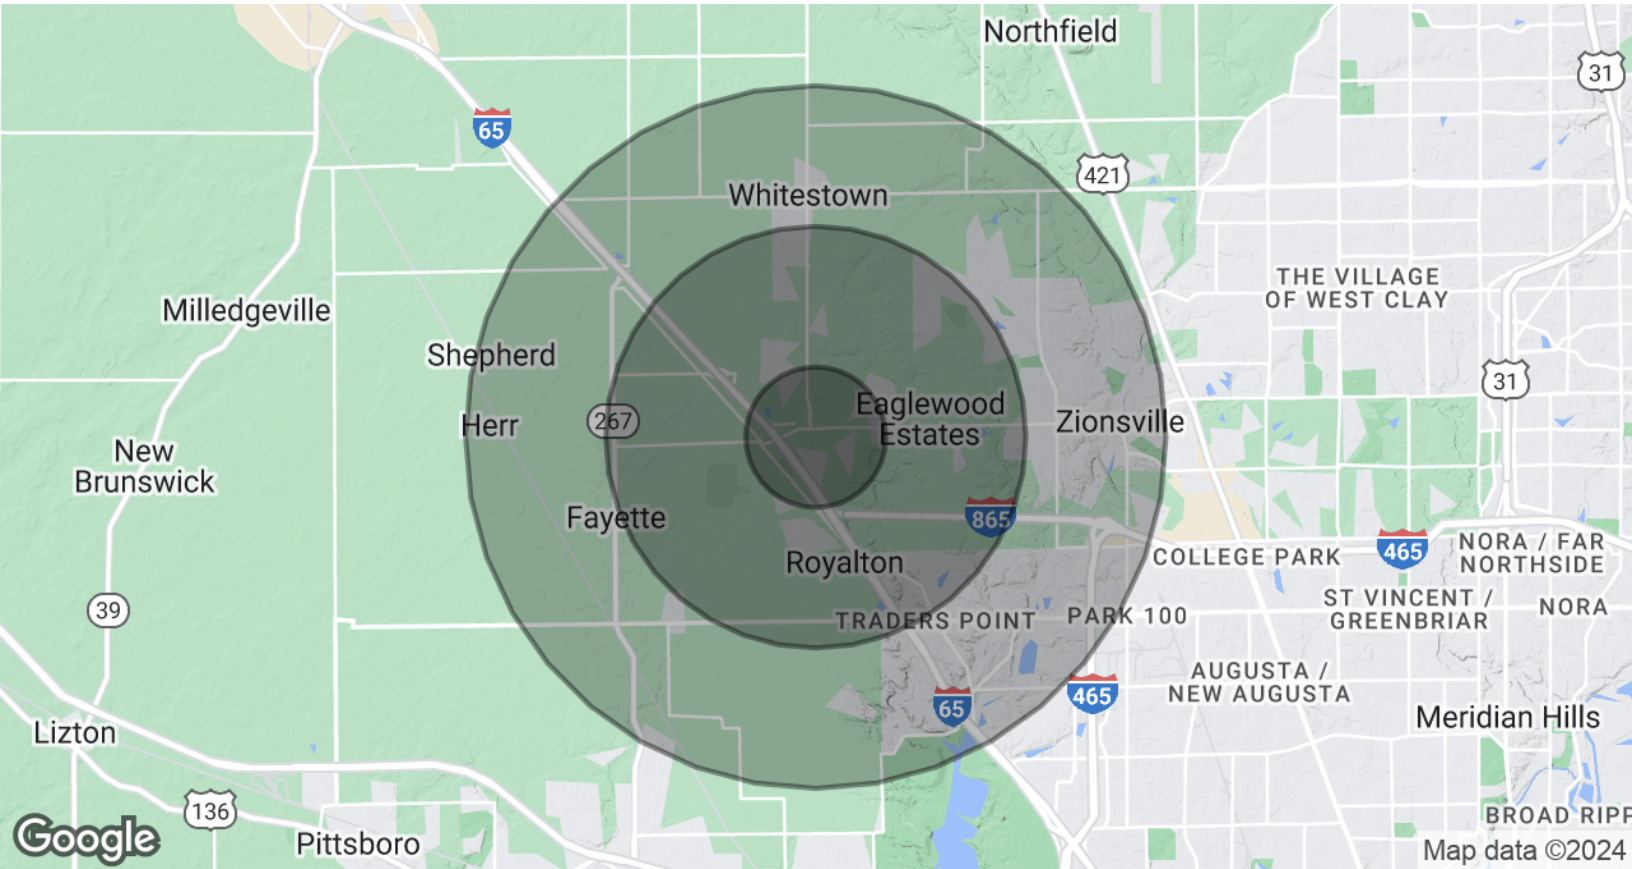 Northfield
31
65
421
Whitestown
THE VILLAGE
OF WEST CLAY
Milledgeville
Shepherd
31
Eaglewood
Estates
Herr
267
Zionsville
New
Brunswick
Fayette
865
465
NORA / FAR
NORTHSIDE
COLLEGE PARK
Royalton
39
TRADERS POINT
PARK 100
ST VINCENT /
GREENBRIAR
NORA
AUGUSTA /
NEW AUGUSTA
465
65
Meridian Hills
Lizton
136
Pittsboro
BROAD RIPP
Google
Map data ©2024